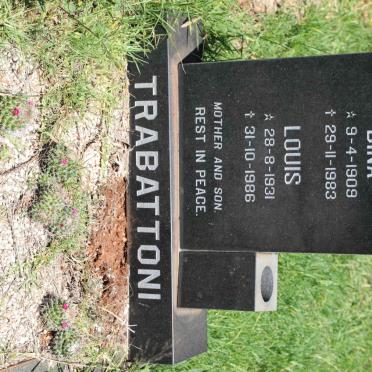 DINA
☆ 9-4-1909
✝ 29-11-1983
LOUIS
☆ 28-8-1931
✝ 31-10-1986
MOTHER AND SON.
REST IN PEACE.
TRABATTONI